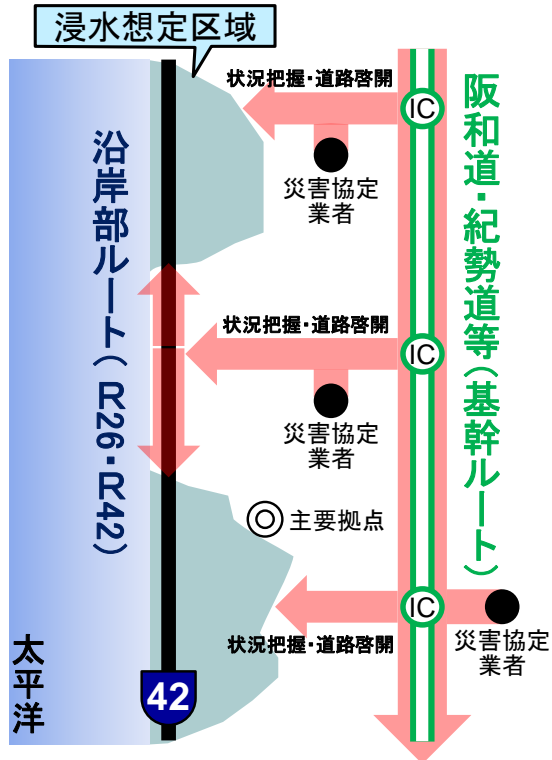 浸水想定区域
状況把握・道路啓開
IC
災害協定
業者
阪和道・紀勢道等(基幹ルート)
沿岸部ルート(R26・R42)
状況把握・道路啓開
IC
災害協定
業者
主要拠点
IC
状況把握・道路啓開
災害協定
業者
太平洋
42